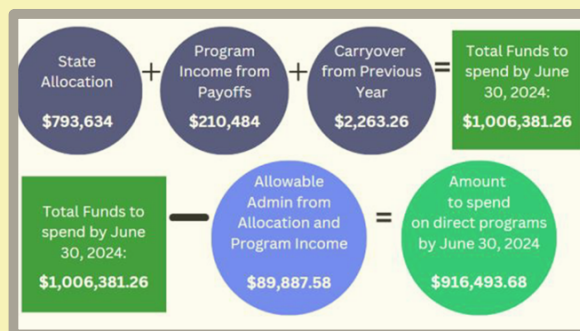 State
Allocation
$793,634
+
Program
Income from
Payoffs
$210,484
+
Carryover
from Previous
Year
$2,263.26
=
Total Funds to
spend by June
30, 2024:
$1,006,381.26
Total Funds to
spend by June
30, 2024:
$1,006,381.26
—
Allowable
Admin from
Allocation and
Program Income
$89,887.58
=
Amount
to spend
on direct programs
by June 30, 2024
$916,493.68